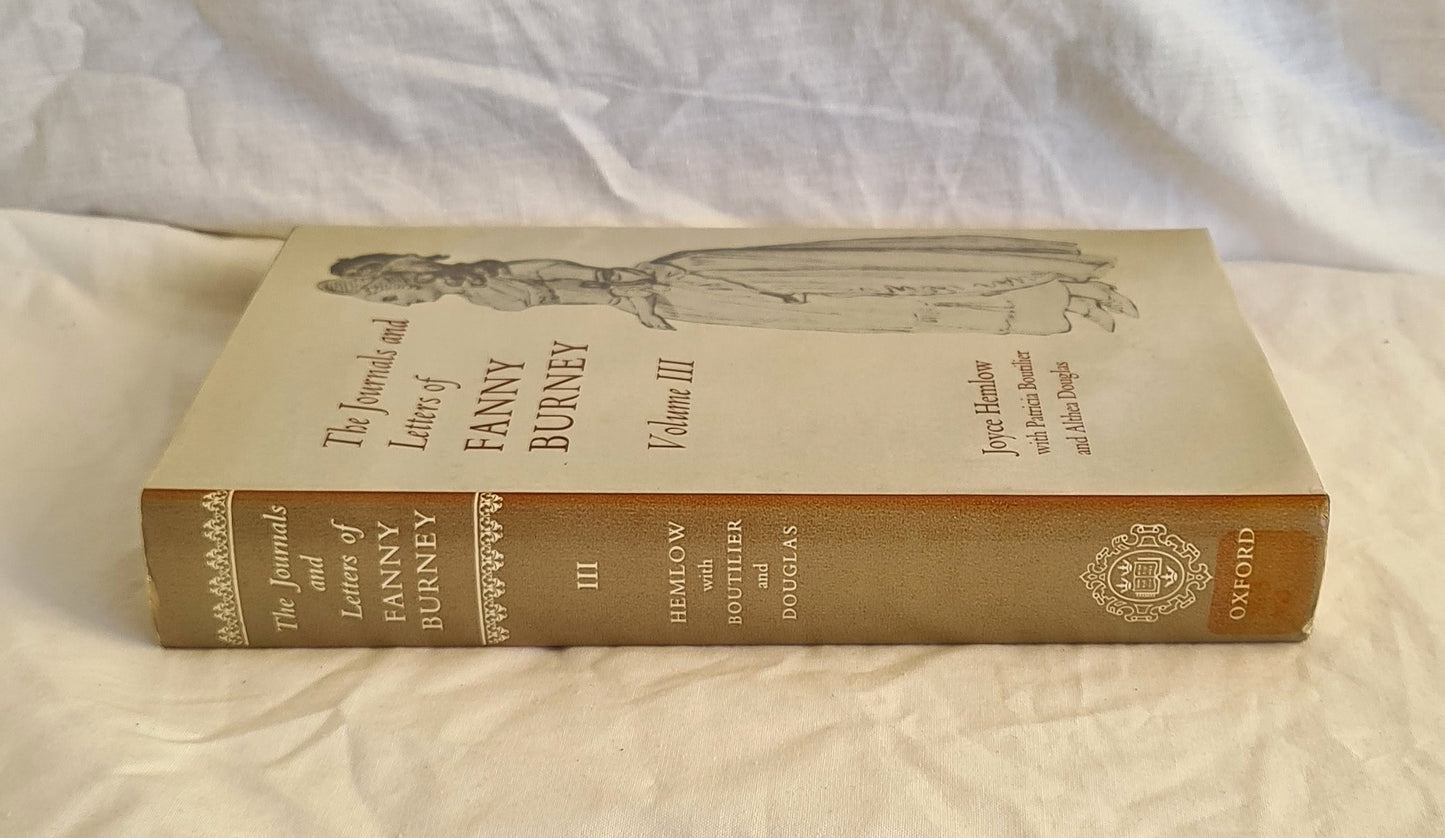 The Journals and
Letters of
FANNY
BURNEY
Volume III
Joyce Hemlow
with Patricia Boutilier
and Althea Douglas
The Journals
and
Letters of
FANNY
BURNEY
III
HEMLOW
with
BOUTILIER
and
DOUGLAS
OXFORD